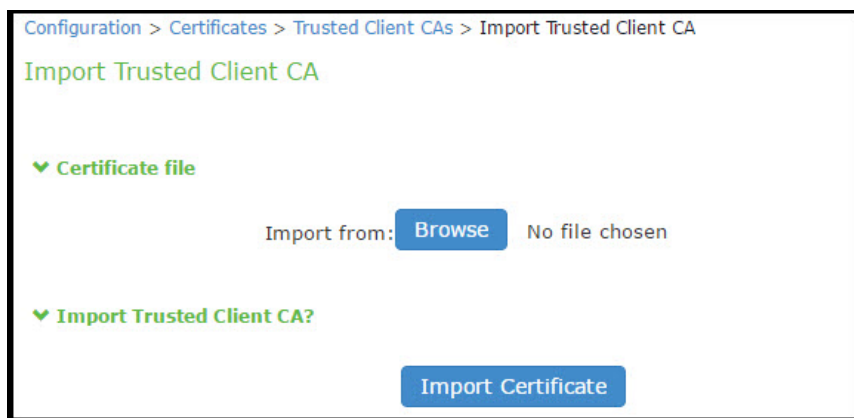 Configuration > Certificates > Trusted Client CAs > Import Trusted Client CA
Import Trusted Client CA
Certificate file
Import from: Browse No file chosen
Import Trusted Client CA?
Import Certificate